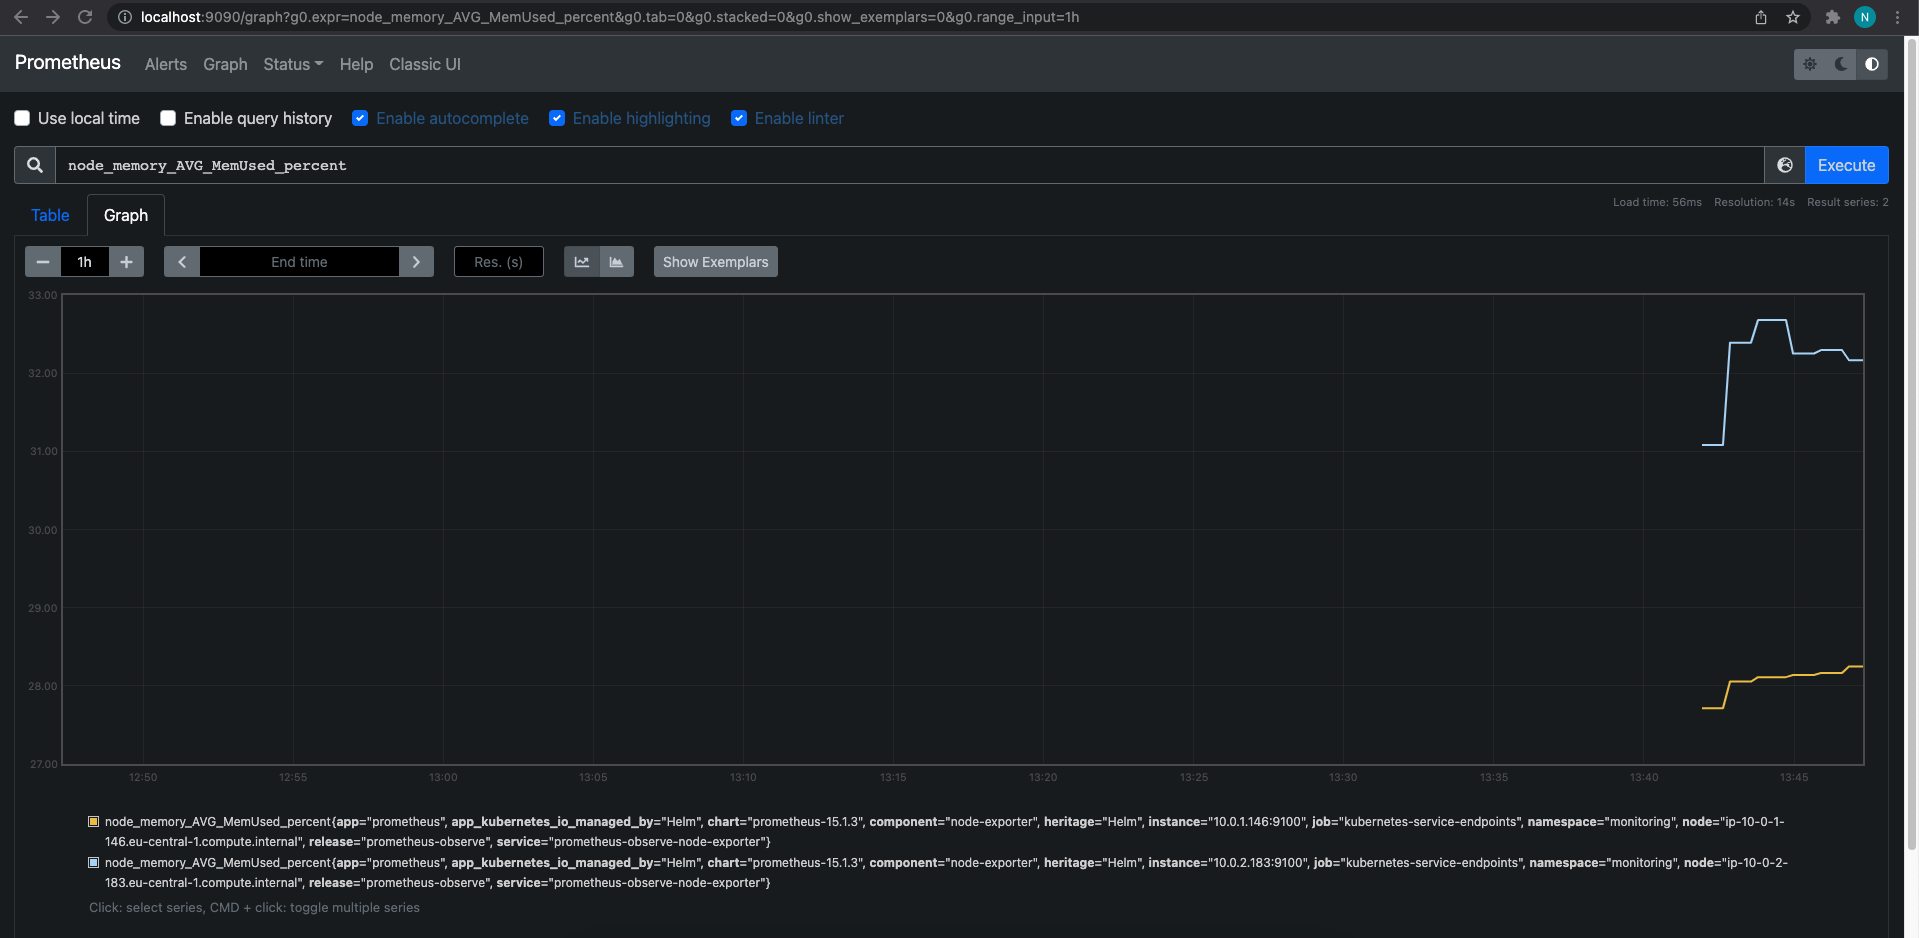 localhost:9090/graph?g0.expr=node_memory_AVG_MemUsed_percent&g0.tab=0&g0.stacked=0&g0.show_exemplars=0&g0.range_input=1h
N
Prometheus Alerts Graph Status Help Classic UI
Use local time Enable query history Enable autocomplete Enable highlighting Enable linter
node_memory_AVG_MemUsed_percent Execute
Load time: 56ms Resolution: 14s Result series: 2
Table Graph
1h End time Res. (s) Show Exemplars
33.00
32.00
31.00
30.00
29.00
28.00
27.00
12:50 12:55 13:00 13:05 13:10 13:15 13:20 13:25 13:30 13:35 13:40 13:45
node_memory_AVG_MemUsed_percent{app="prometheus", app_kubernetes_io_managed_by="Helm", chart="prometheus-15.1.3", component="node-exporter", heritage="Helm", instance="10.0.1.146:9100", job="kubernetes-service-endpoints", namespace="monitoring", node="ip-10-0-1-
146.eu-central-1.compute.internal", release="prometheus-observe", service="prometheus-observe-node-exporter"}
node_memory_AVG_MemUsed_percent{app="prometheus", app_kubernetes_io_managed_by="Helm", chart="prometheus-15.1.3", component="node-exporter", heritage="Helm", instance="10.0.2.183:9100", job="kubernetes-service-endpoints", namespace="monitoring", node="ip-10-0-2-
183.eu-central-1.compute.internal", release="prometheus-observe", service="prometheus-observe-node-exporter"}
Click: select series, CMD + click: toggle multiple series